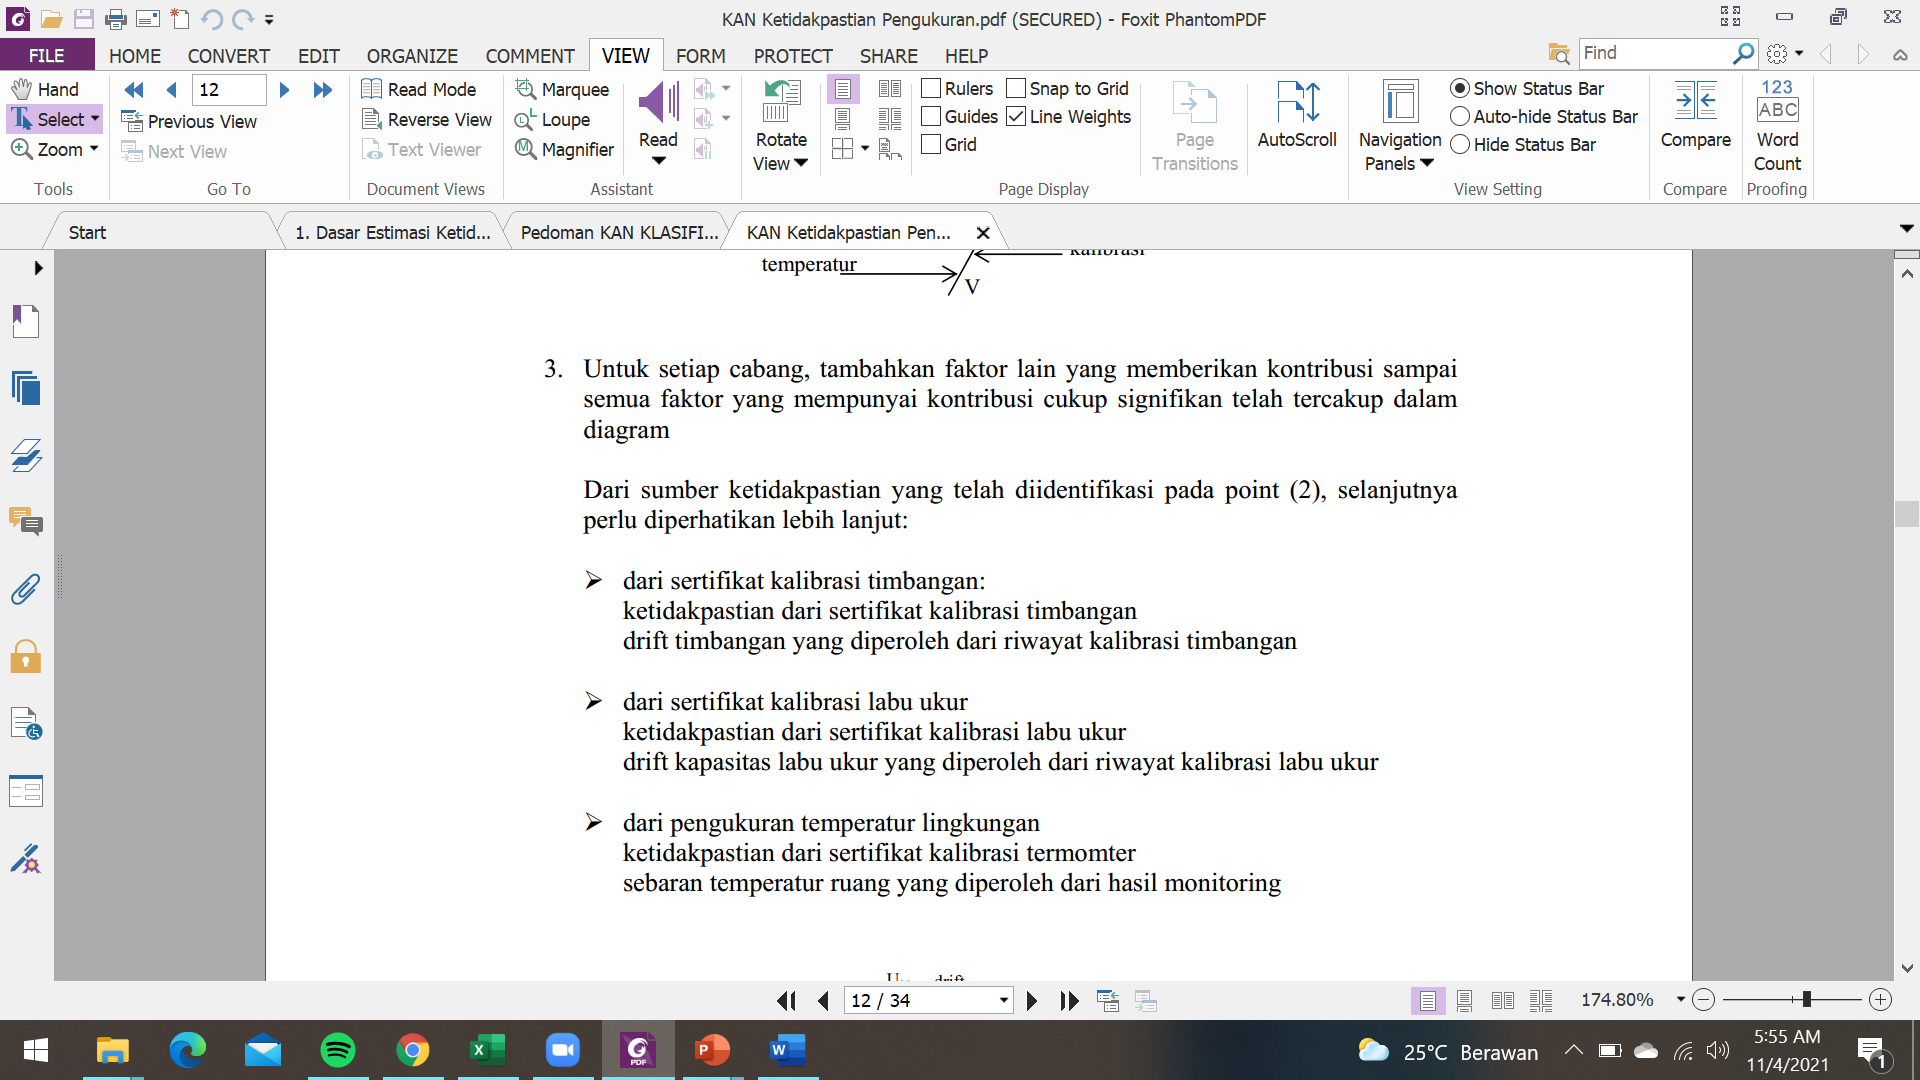 KAN Ketidakpastian Pengukuran.pdf (SECURED) - Foxit PhantomPDF
FILE HOME CONVERT EDIT ORGANIZE COMMENT VIEW FORM PROTECT SHARE HELP Find
Hand
Select
Zoom
Tools
12
Previous View
Next View
Go To
Read Mode
Reverse View
Text Viewer
Document Views
Marquee
Loupe
Magnifier
Read
Assistant
Rotate
View
Rulers Snap to Grid
Guides Line Weights
Grid
Page
Transitions
AutoScroll
Page Display
Navigation
Panels
Show Status Bar
Auto-hide Status Bar
Hide Status Bar
View Setting
Compare
Compare
123
ABC
Word
Count
Proofing
Start 1. Dasar Estimasi Ketid... Pedoman KAN KLASIFI... KAN Ketidakpastian Pen...
kalibrasi
temperatur
V
3. Untuk setiap cabang, tambahkan faktor lain yang memberikan kontribusi sampai
semua faktor yang mempunyai kontribusi cukup signifikan telah tercakup dalam
diagram
Dari sumber ketidakpastian yang telah diidentifikasi pada point (2), selanjutnya
perlu diperhatikan lebih lanjut:
➢ dari sertifikat kalibrasi timbangan:
ketidakpastian dari sertifikat kalibrasi timbangan
drift timbangan yang diperoleh dari riwayat kalibrasi timbangan
➢ dari sertifikat kalibrasi labu ukur
ketidakpastian dari sertifikat kalibrasi labu ukur
drift kapasitas labu ukur yang diperoleh dari riwayat kalibrasi labu ukur
➢ dari pengukuran temperatur lingkungan
ketidakpastian dari sertifikat kalibrasi termomter
sebaran temperatur ruang yang diperoleh dari hasil monitoring
drift
12 / 34
174.80%
PDF
25°C Berawan
5:55 AM
11/4/2021
1